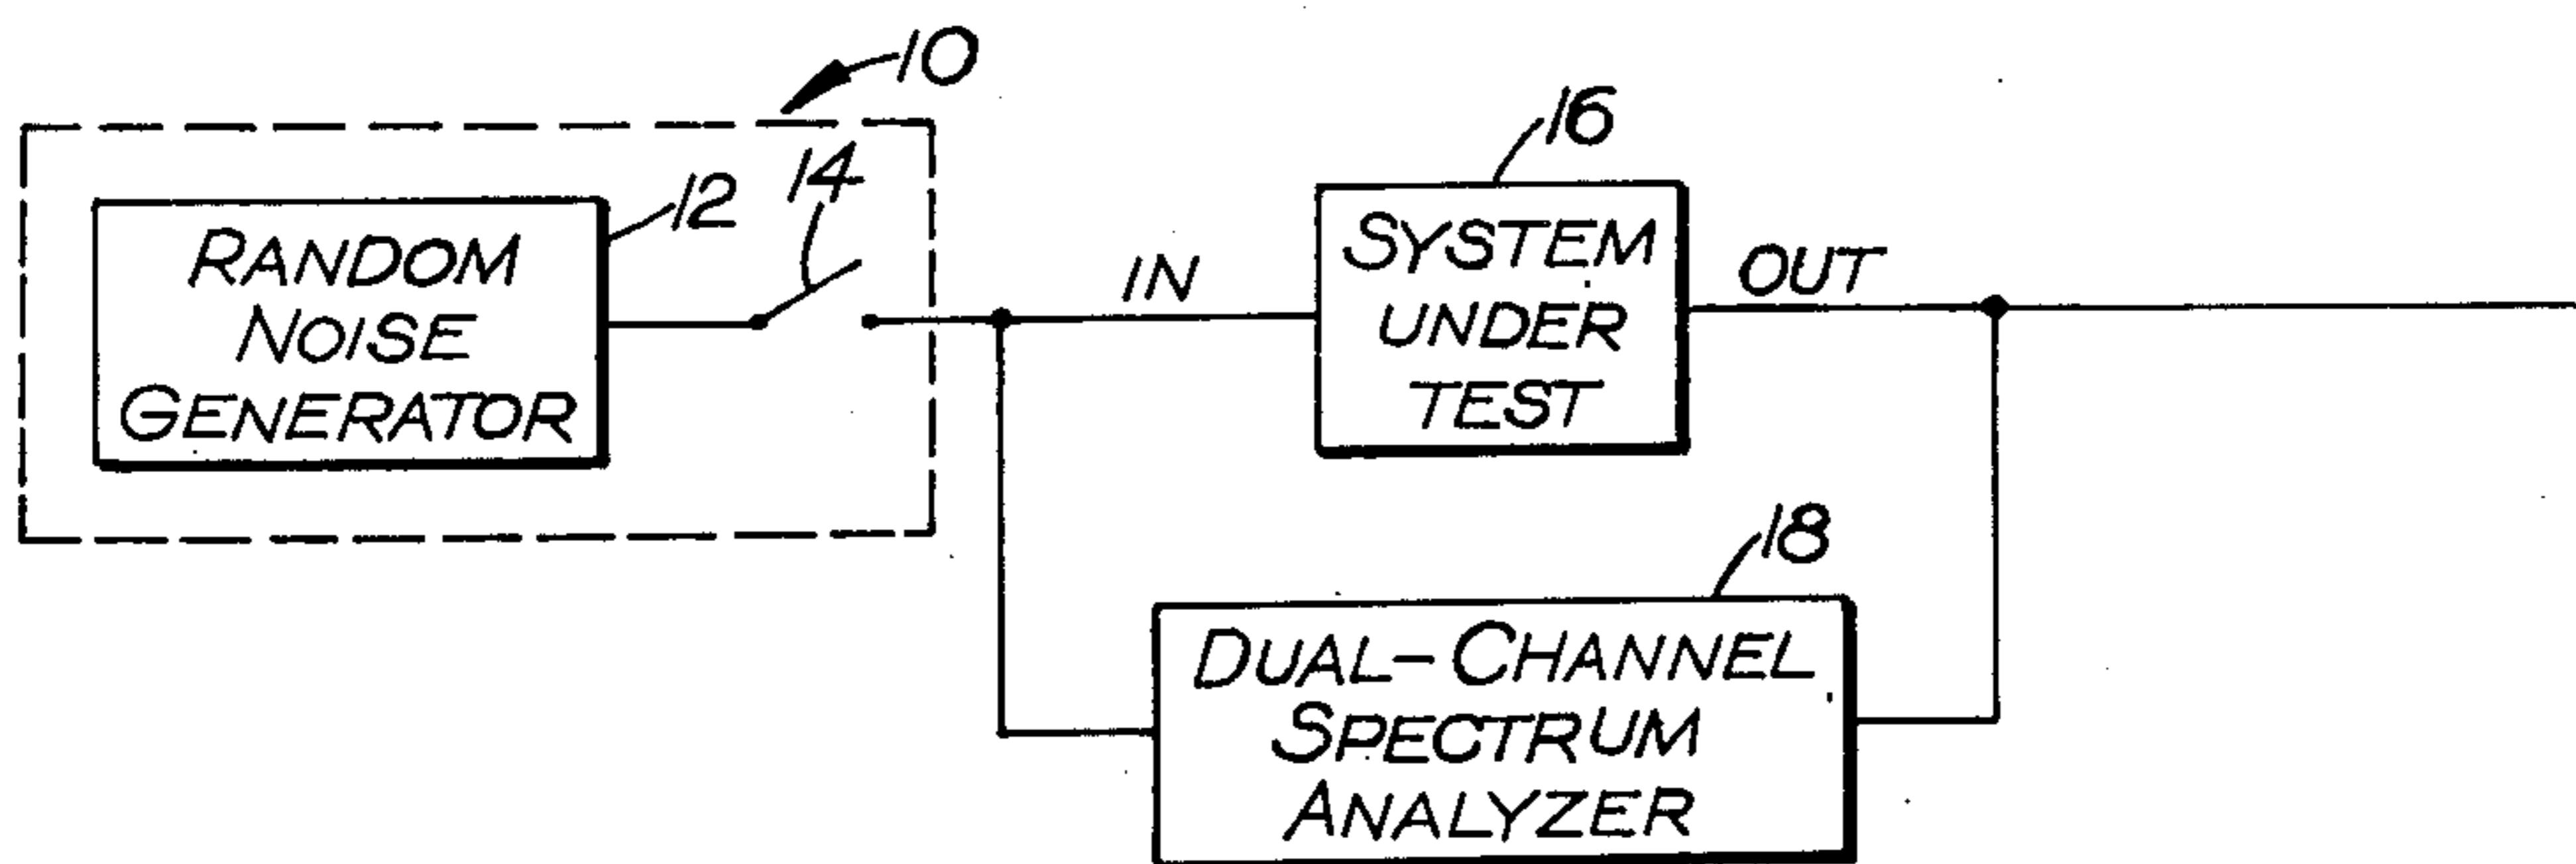 10
16
14
12
RANDOM
NOISE
GENERATOR
IN
SYSTEM
UNDER
TEST
OUT
18
DUAL-CHANNEL
SPECTRUM
ANALYZER